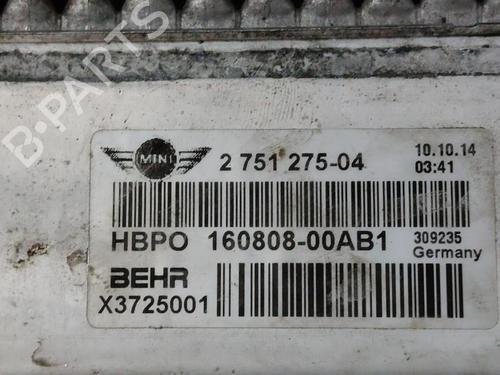 B-PARTS
MINI
2 751 275-04
10.10.14
03:41
HBPO 160808-00AB1
309235
Germany
BEHR
X3725001